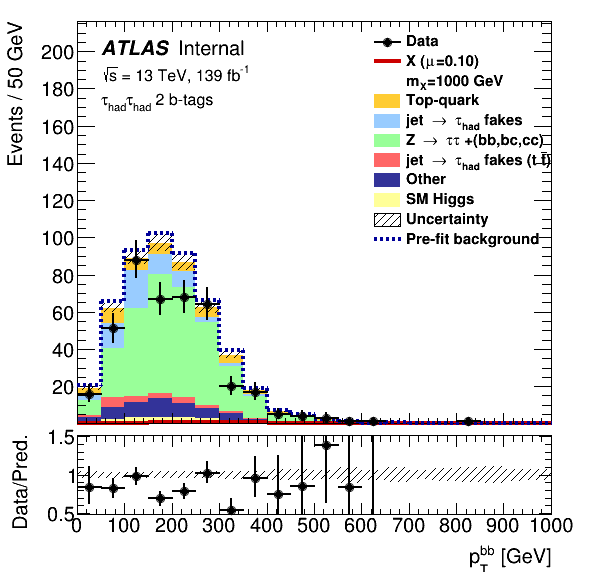 ATLAS Internal
√s = 13 TeV, 139 fb⁻¹
τhadτhad 2 b-tags
Data
X (μ=0.10)
mX=1000 GeV
Top-quark
jet → τhad fakes
Z → ττ +(bb,bc,cc)
jet → τhad fakes (t t̄)
Other
SM Higgs
Uncertainty
Pre-fit background
Events / 50 GeV
200
180
160
140
120
100
80
60
40
20
Data/Pred.
1.5
1
0.5
0 100 200 300 400 500 600 700 800 900 1000
pTbb [GeV]